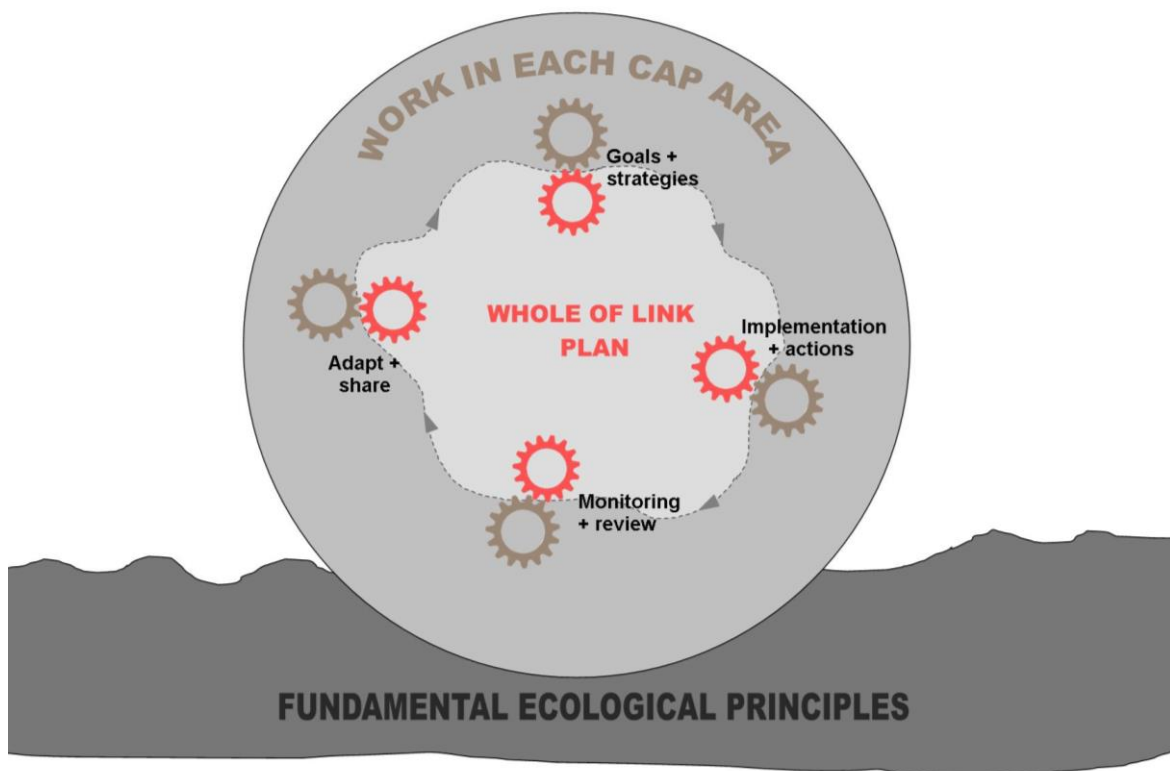 WORK IN EACH CAP AREA
Goals +
strategies
WHOLE OF LINK
PLAN
Implementation
+ actions
Adapt +
share
Monitoring
+ review
FUNDAMENTAL ECOLOGICAL PRINCIPLES